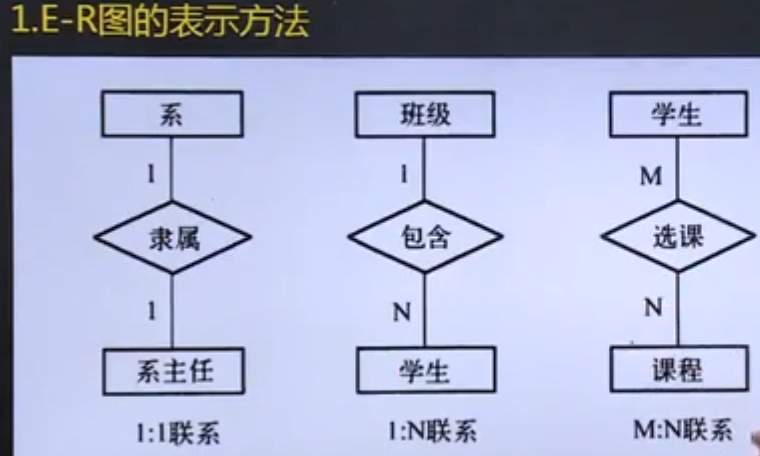 1.E-R图的表示方法
系
班级
学生
1
1
M
隶属
包含
选课
1
N
N
系主任
学生
课程
1:1联系
1:N联系
M:N联系